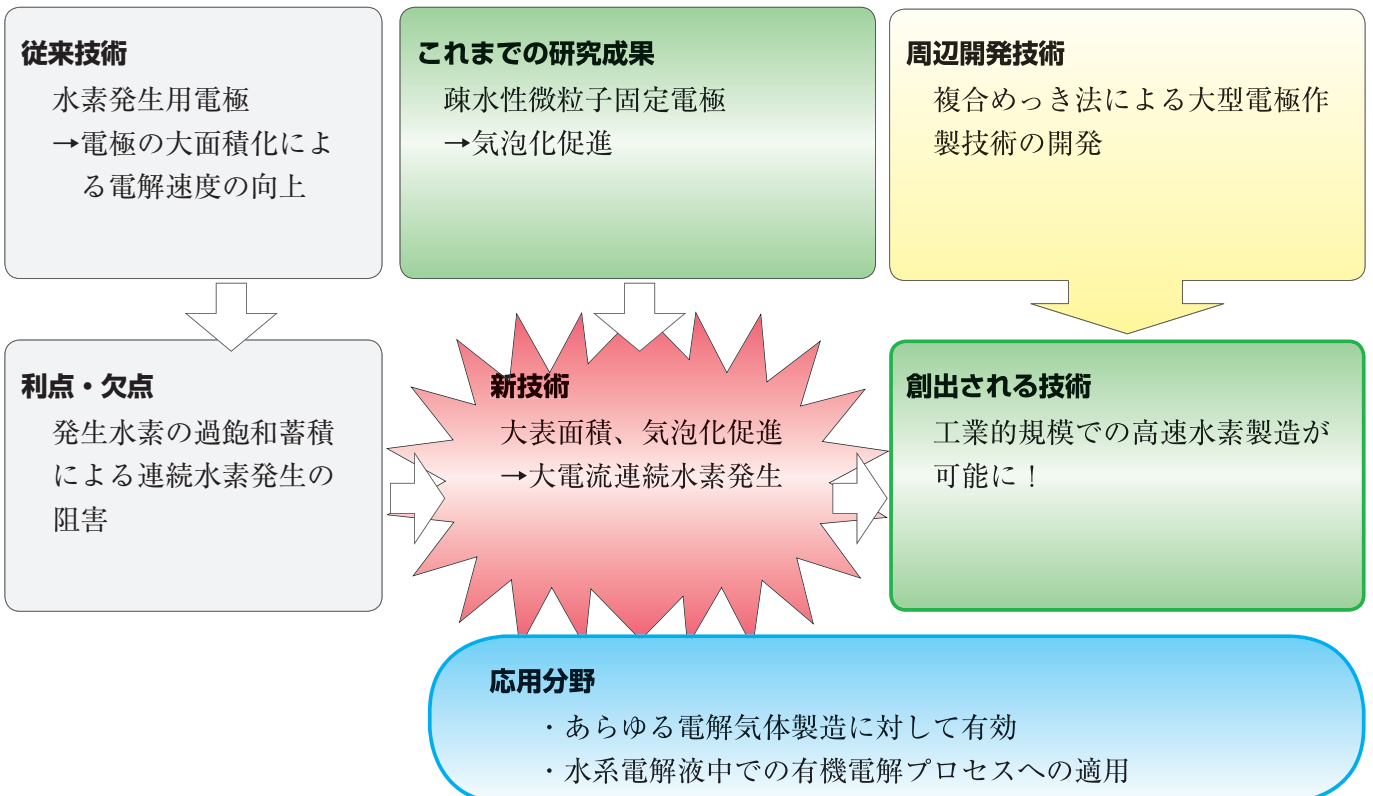 従来技術
水素発生用電極
→電極の大面積化によ
る電解速度の向上
これまでの研究成果
疎水性微粒子固定電極
→気泡化促進
周辺開発技術
複合めっき法による大型電極作
製技術の開発
利点・欠点
発生水素の過飽和蓄積
による連続水素発生の
阻害
新技術
大表面積、気泡化促進
→大電流連続水素発生
創出される技術
工業的規模での高速水素製造が
可能に！
応用分野
・あらゆる電解気体製造に対して有効
・水系電解液中での有機電解プロセスへの適用